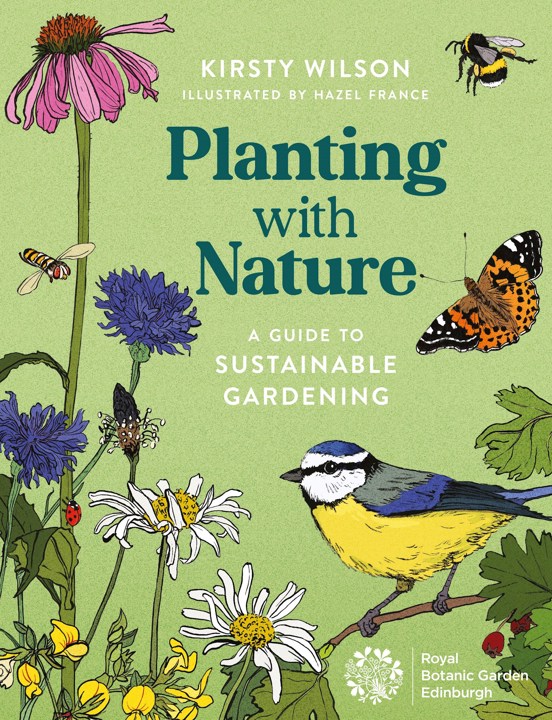 KIRSTY WILSON
ILLUSTRATED BY HAZEL FRANCE
Planting
with
Nature
A GUIDE TO
SUSTAINABLE
GARDENING
Royal
Botanic Garden
Edinburgh